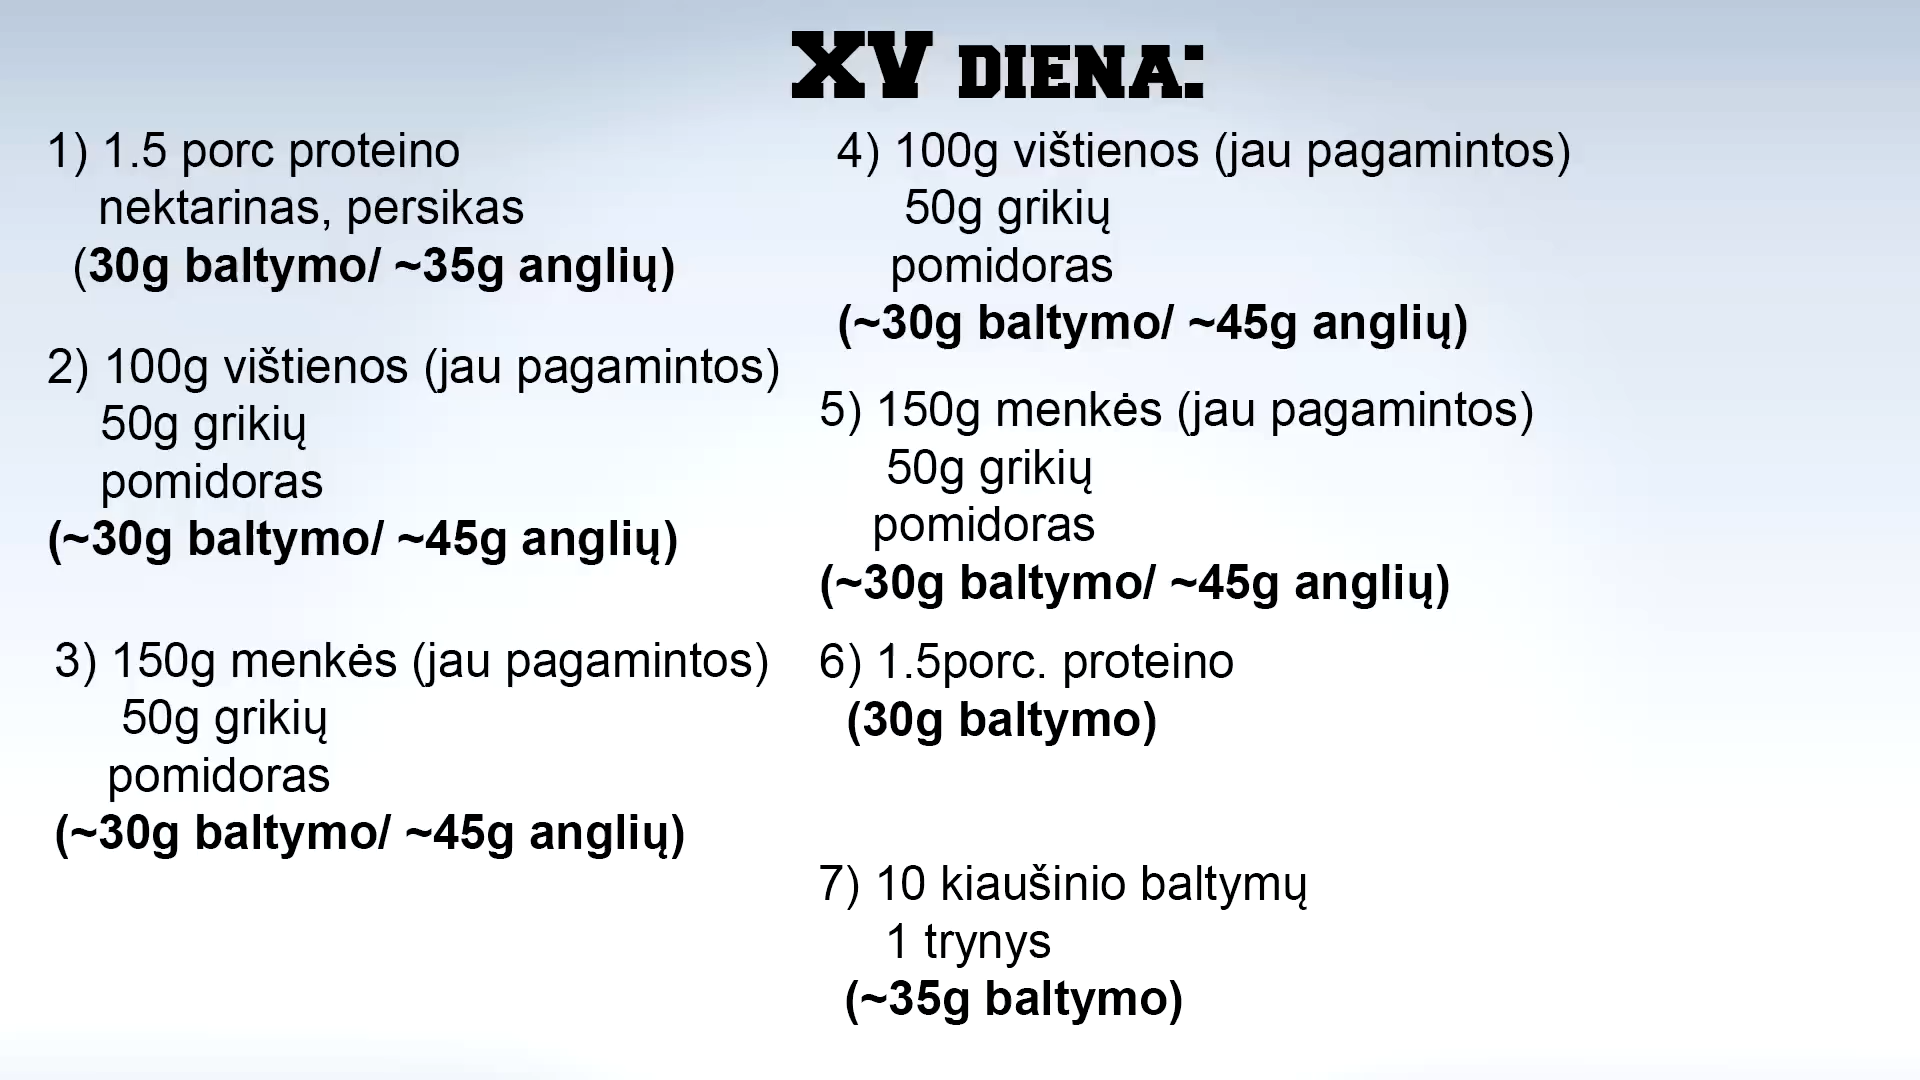 XV DIENA:
1) 1.5 porc proteino
nektarinas, persikas
(30g baltymo/ ~35g anglių)
2) 100g vištienos (jau pagamintos)
50g grikių
pomidoras
(~30g baltymo/ ~45g anglių)
3) 150g menkės (jau pagamintos)
50g grikių
pomidoras
(~30g baltymo/ ~45g anglių)
4) 100g vištienos (jau pagamintos)
50g grikių
pomidoras
(~30g baltymo/ ~45g anglių)
5) 150g menkės (jau pagamintos)
50g grikių
pomidoras
(~30g baltymo/ ~45g anglių)
6) 1.5porc. proteino
(30g baltymo)
7) 10 kiaušinio baltymų
1 trynys
(~35g baltymo)